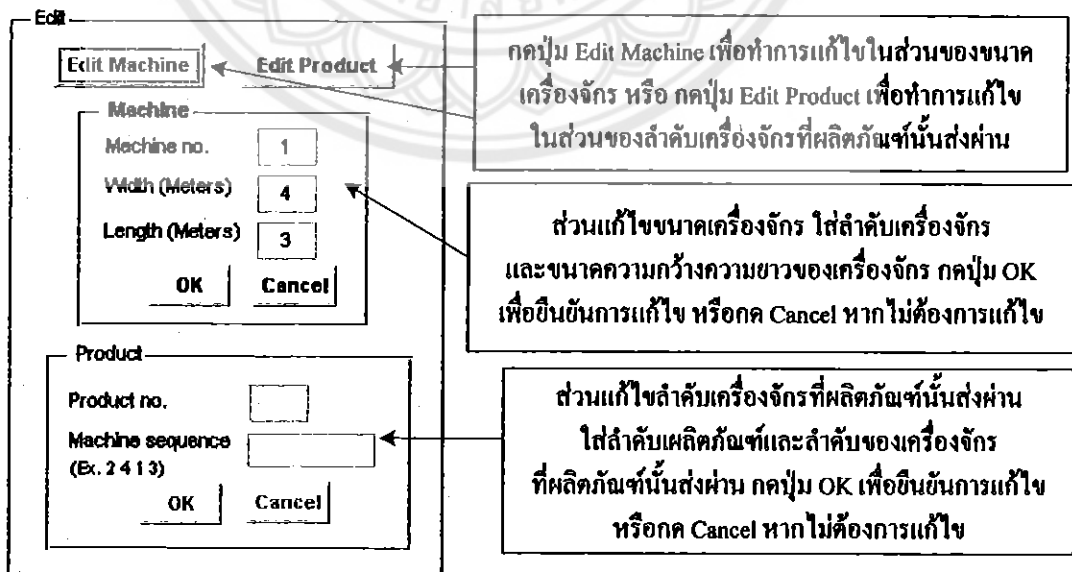 Edit
Edit Machine
Edit Product
Machine
Machine no.
1
Width (Meters)
4
Length (Meters)
3
OK
Cancel
Product
Product no.
Machine sequence
(Ex. 2 4 1 3)
OK
Cancel
กดปุ่ม Edit Machine เพื่อทำการแก้ไขในส่วนของขนาด
เครื่องจักร หรือ กดปุ่ม Edit Product เพื่อทำการแก้ไข
ในส่วนของลำดับเครื่องจักรที่ผลิตภัณฑ์นั้นส่งผ่าน
ส่วนแก้ไขขนาดเครื่องจักร ใส่ลำดับเครื่องจักร
และขนาดความกว้างความยาวของเครื่องจักร กดปุ่ม OK
เพื่อยืนยันการแก้ไข หรือกด Cancel หากไม่ต้องการแก้ไข
ส่วนแก้ไขลำดับเครื่องจักรที่ผลิตภัณฑ์นั้นส่งผ่าน
ใส่ลำดับเผลิตภัณฑ์และลำดับของเครื่องจักร
ที่ผลิตภัณฑ์นั้นส่งผ่าน กดปุ่ม OK เพื่อยืนยันการแก้ไข
หรือกด Cancel หากไม่ต้องการแก้ไข